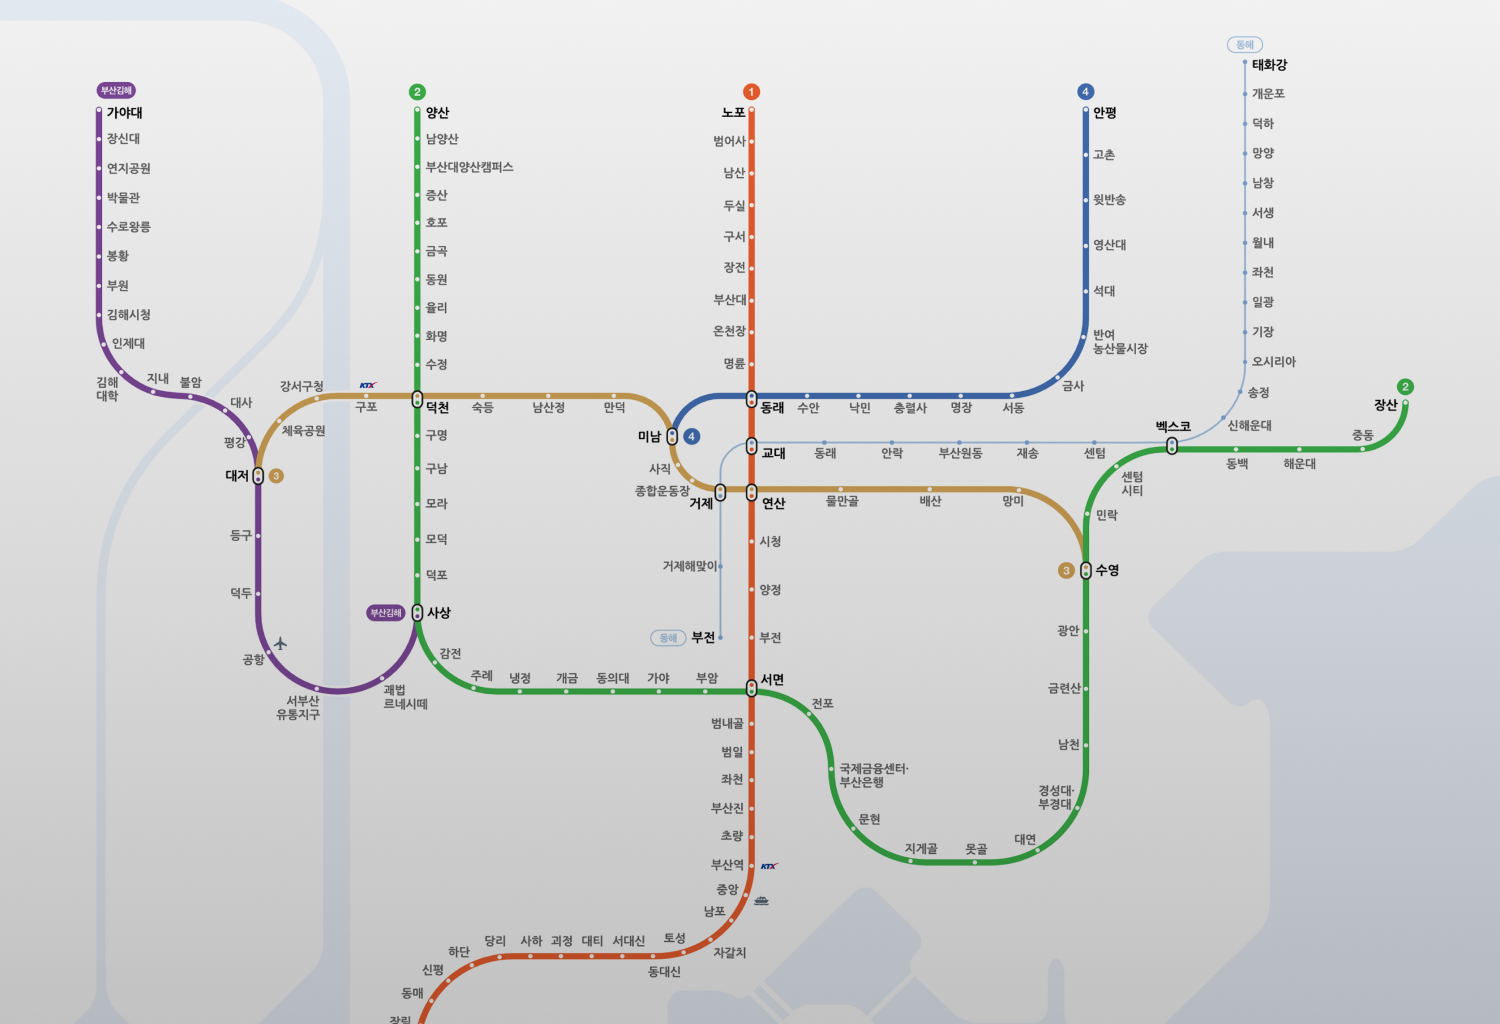 부산김해
가야대
장신대
연지공원
박물관
수로왕릉
봉황
부원
김해시청
인제대
김해
대학
지내
불암
대사
평강
대저
3
등구
덕두
공항
서부산
유통지구
괘법
르네시떼
부산김해
사상
강서구청
체육공원
KTX
구포
2
양산
남양산
부산대양산캠퍼스
증산
호포
금곡
동원
율리
화명
수정
덕천
구명
구남
모라
모덕
덕포
감전
주례
냉정
개금
동의대
가야
부암
서면
전포
국제금융센터·
부산은행
문현
지게골
못골
대연
경성대·
부경대
남천
금련산
광안
수영
3
민락
센텀
시티
벡스코
동백
해운대
중동
장산
2
숙등
남산정
만덕
미남
4
사직
종합운동장
거제
연산
물만골
배산
망미
1
노포
범어사
남산
두실
구서
장전
부산대
온천장
명륜
동래
교대
시청
양정
부전
범내골
범일
좌천
부산진
초량
부산역
KTX
중앙
남포
자갈치
토성
동대신
서대신
대티
괴정
사하
당리
하단
신평
동매
장림
4
안평
고촌
윗반송
영산대
석대
반여
농산물시장
금사
서동
명장
충렬사
낙민
수안
동해
태화강
개운포
덕하
망양
남창
서생
월내
좌천
일광
기장
오시리아
송정
신해운대
센텀
재송
부산원동
안락
동래
거제해맞이
동해
부전